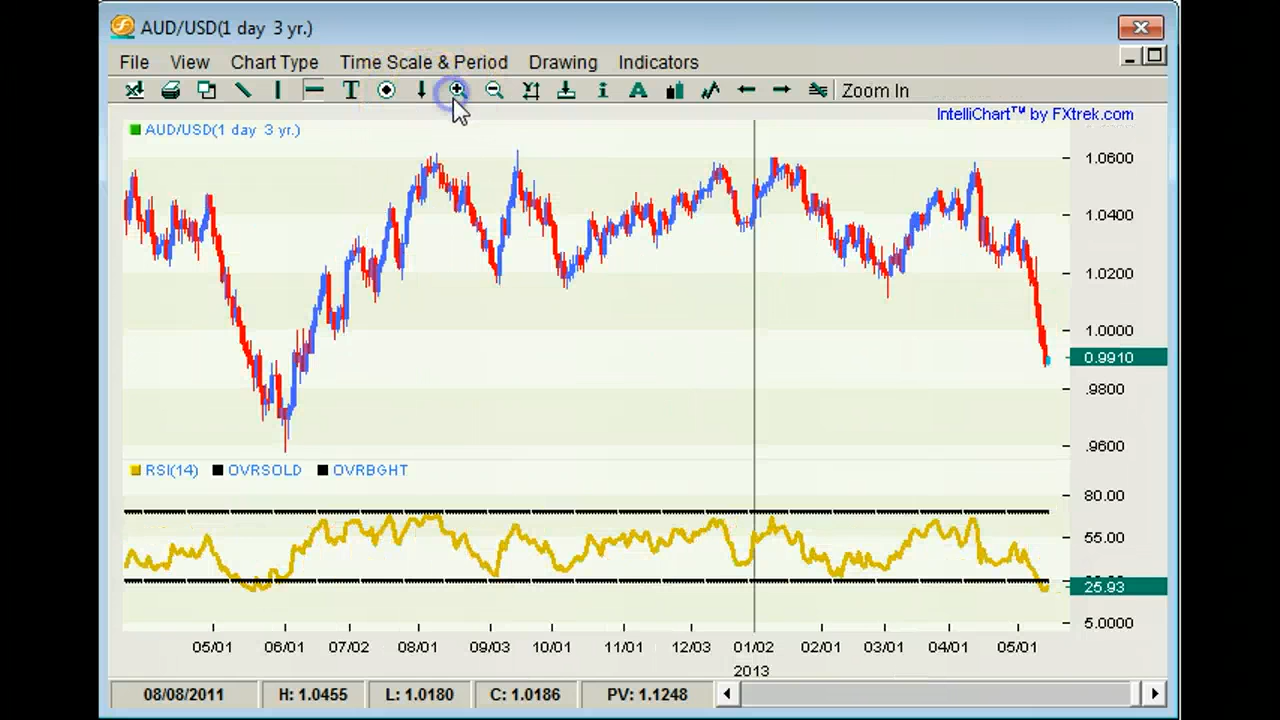 AUD/USD(1 day 3 yr.)
File View Chart Type Time Scale & Period Drawing Indicators
Zoom In
IntelliChart™ by FXtrek.com
AUD/USD(1 day 3 yr.)
1.0600
1.0400
1.0200
1.0000
0.9910
.9800
.9600
RSI(14) OVRSOLD OVRBGHT
80.00
55.00
25.93
5.0000
05/01 06/01 07/02 08/01 09/03 10/01 11/01 12/03 01/02 02/01 03/01 04/01 05/01
2013
08/08/2011 H: 1.0455 L: 1.0180 C: 1.0186 PV: 1.1248